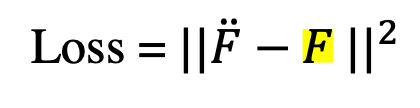 Loss = ||F̈ − F ||²